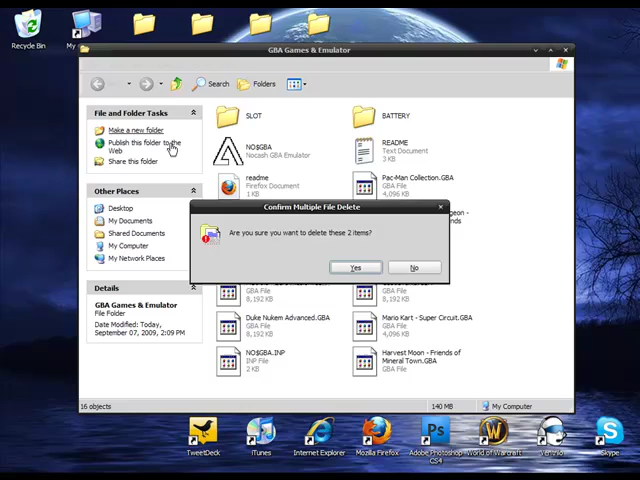 Recycle Bin
My
GBA Games & Emulator
Search
Folders
File and Folder Tasks
Make a new folder
Publish this folder to the
Web
Share this folder
Other Places
Desktop
My Documents
Shared Documents
My Computer
My Network Places
Details
GBA Games & Emulator
File Folder
Date Modified: Today,
September 07, 2009, 2:09 PM
SLOT
BATTERY
NO$GBA
Nocash GBA Emulator
README
Text Document
3 KB
readme
Firefox Document
1 KB
Pac-Man Collection.GBA
GBA File
4,096 KB
Confirm Multiple File Delete
Are you sure you want to delete these 2 items?
Yes
No
8,192 KB
8,192 KB
Duke Nukem Advanced.GBA
GBA File
8,192 KB
Mario Kart - Super Circuit.GBA
GBA File
4,096 KB
NO$GBA.INP
INP File
2 KB
Harvest Moon - Friends of
Mineral Town.GBA
GBA File
16 objects
140 MB
My Computer
TweetDeck
iTunes
Internet Explorer
Mozilla Firefox
Adobe Photoshop
CS4
World of Warcraft
Ventrilo
Skype